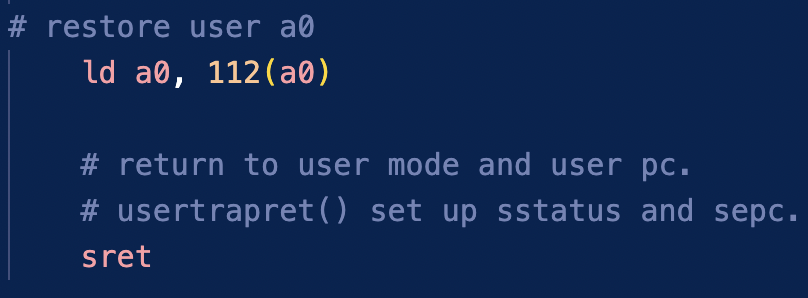 # restore user a0
ld a0, 112(a0)
# return to user mode and user pc.
# usertrapret() set up sstatus and sepc.
sret